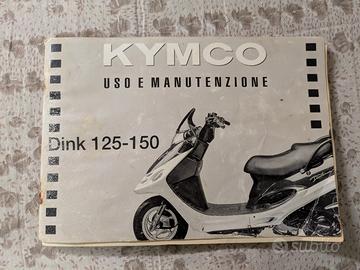 KYMCO
USO E MANUTENZIONE
Dink 125-150
subito